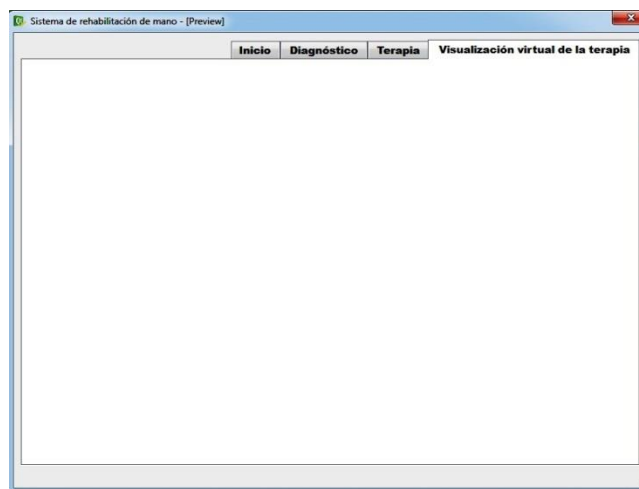 Sistema de rehabilitación de mano - [Preview]
Inicio Diagnóstico Terapia Visualización virtual de la terapia